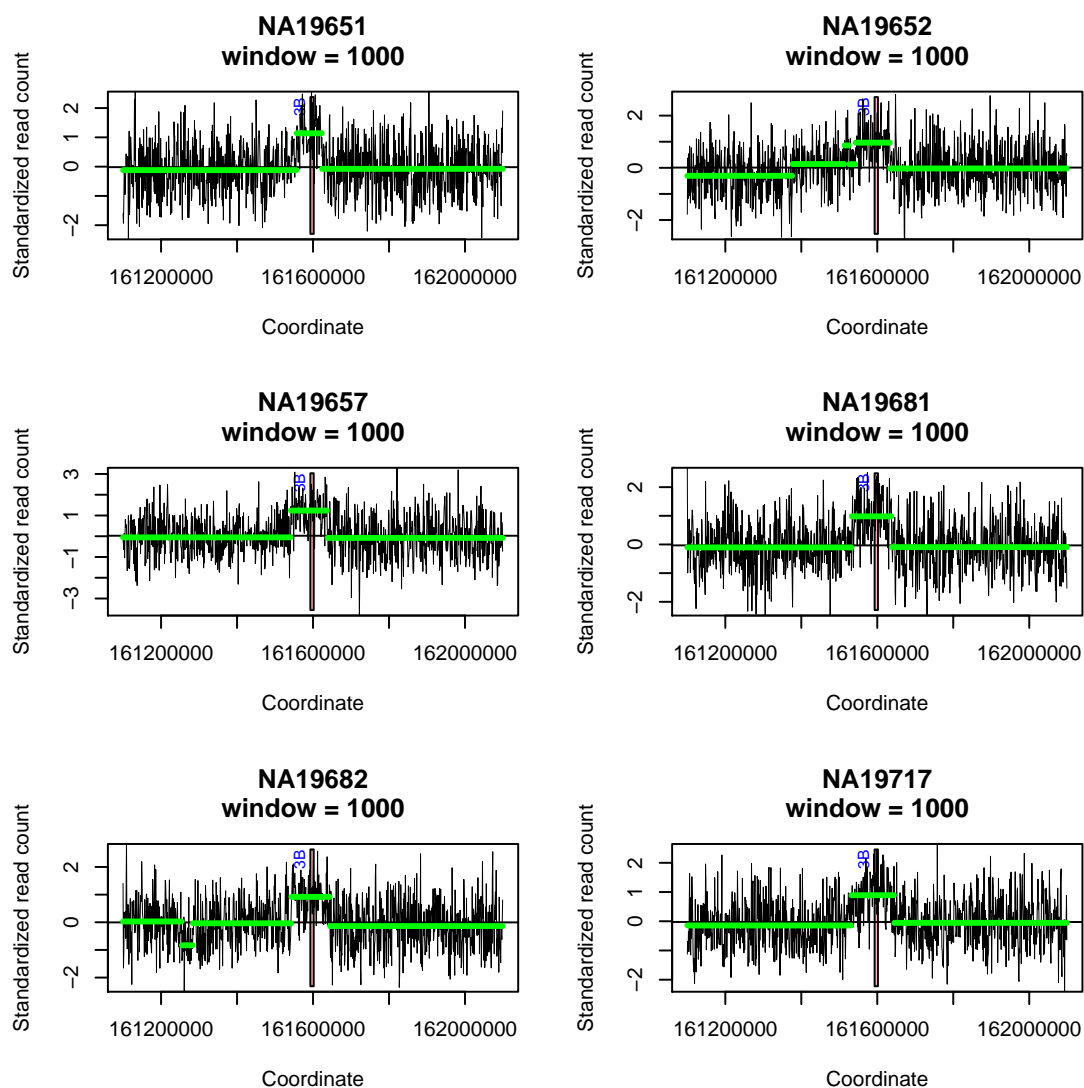 NA19651
window = 1000
Standardized read count
2
1
0
−2
3B
161200000 161600000 162000000
Coordinate
NA19652
window = 1000
Standardized read count
2
0
−2
3B
161200000 161600000 162000000
Coordinate
NA19657
window = 1000
Standardized read count
3
1
−1
−3
3B
161200000 161600000 162000000
Coordinate
NA19681
window = 1000
Standardized read count
2
0
−2
3B
161200000 161600000 162000000
Coordinate
NA19682
window = 1000
Standardized read count
2
0
−2
3B
161200000 161600000 162000000
Coordinate
NA19717
window = 1000
Standardized read count
2
1
0
−2
3B
161200000 161600000 162000000
Coordinate